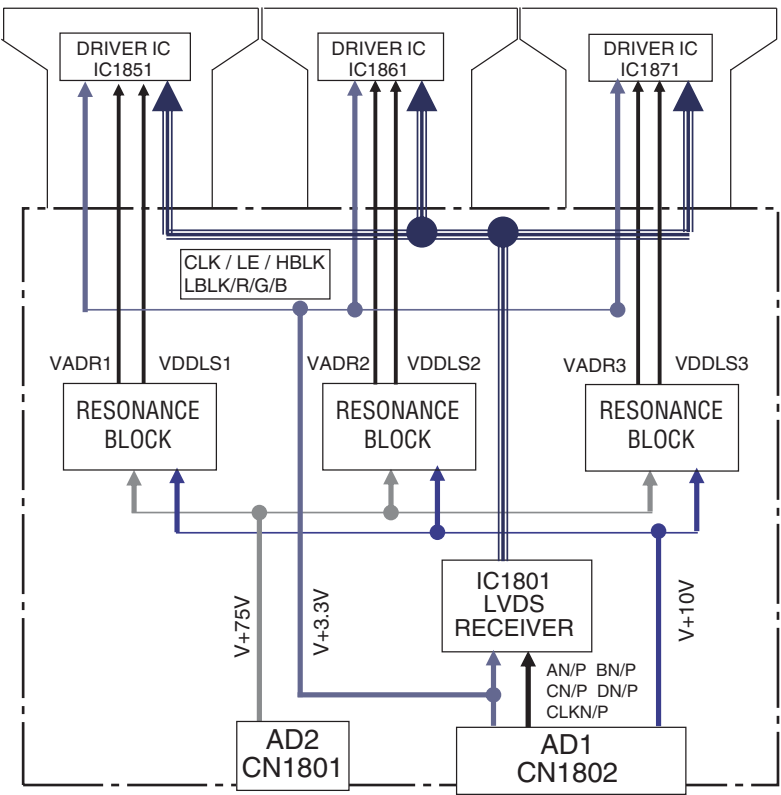 DRIVER IC
IC1851
DRIVER IC
IC1861
DRIVER IC
IC1871
CLK / LE / HBLK
LBLK/R/G/B
VADR1
VDDLS1
VADR2
VDDLS2
VADR3
VDDLS3
RESONANCE
BLOCK
RESONANCE
BLOCK
RESONANCE
BLOCK
V+75V
V+3.3V
IC1801
LVDS
RECEIVER
V+10V
AN/P BN/P
CN/P DN/P
CLKN/P
AD2
CN1801
AD1
CN1802